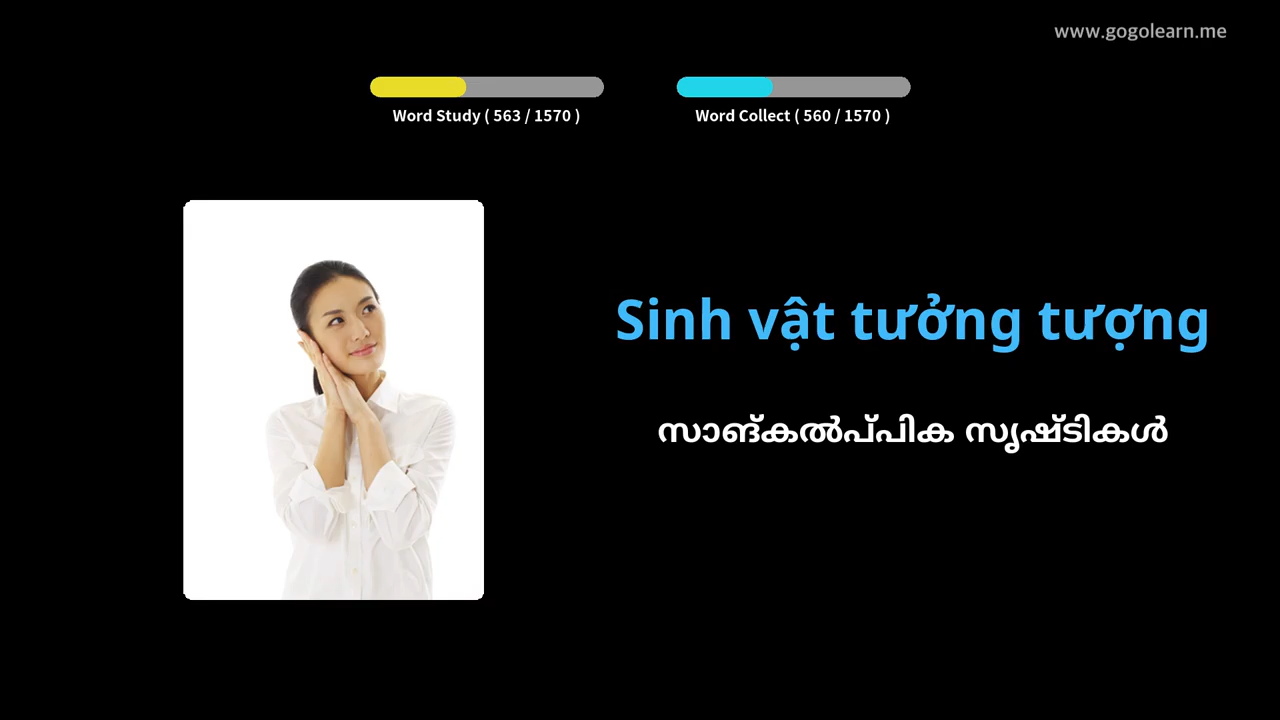 www.gogolearn.me
Word Study ( 563 / 1570 )
Word Collect ( 560 / 1570 )
Sinh vật tưởng tượng
സാങ്കൽപ്പിക സൃഷ്ടികൾ